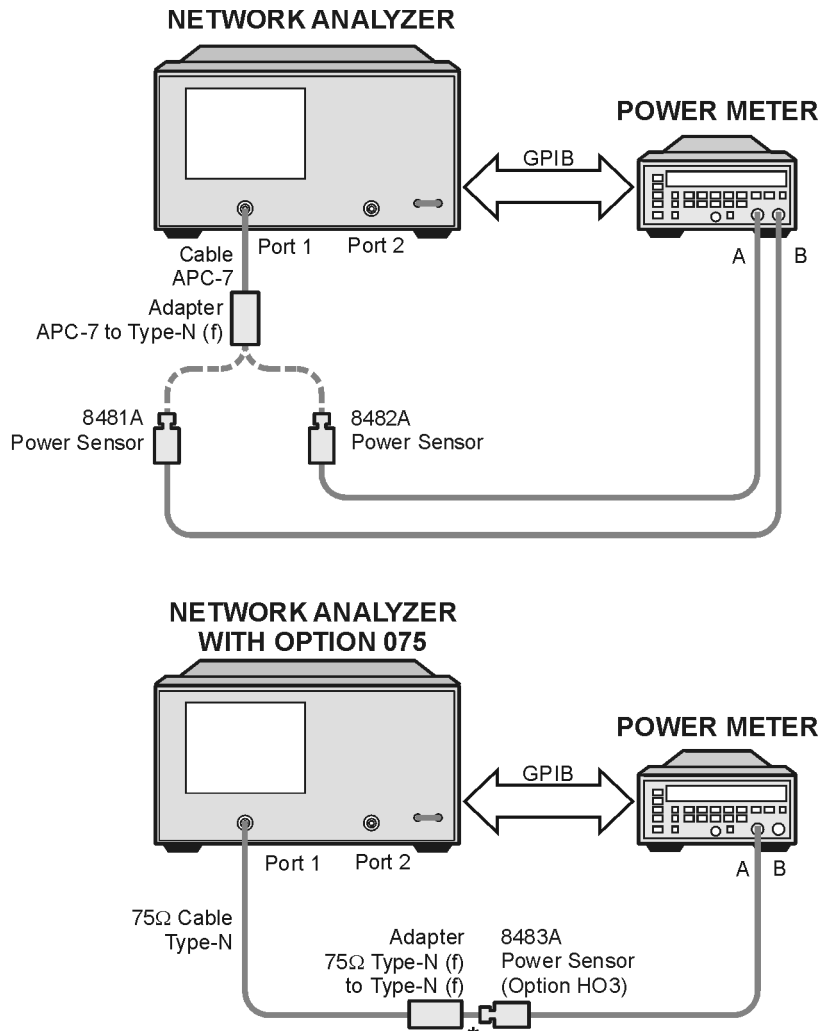 NETWORK ANALYZER
POWER METER
GPIB
Port 1
Port 2
A
B
Cable
APC-7
Adapter
APC-7 to Type-N (f)
8481A
Power Sensor
8482A
Power Sensor
NETWORK ANALYZER
WITH OPTION 075
POWER METER
GPIB
Port 1
Port 2
A
B
75Ω Cable
Type-N
Adapter
75Ω Type-N (f)
to Type-N (f)
8483A
Power Sensor
(Option HO3)
*